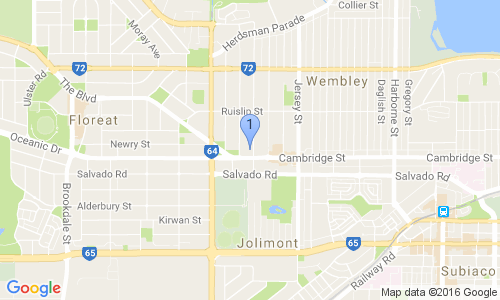 Collier St
Herdsman Parade
Moray Ave
72
72
Ulster Rd
The Blvd
Wembley
Gregory St
Daglish St
Harborne St
Jersey St
Ruislip St
Floreat
1
Oceanic Dr
Newry St
64
Cambridge St
Cambridge St
Salvado Rd
Salvado Rd
Salvado Rd
Brookdale St
Alderbury St
Kirwan St
Jolimont
65
65
Railway Rd
Subiaco
Google
Map data ©2016 Google